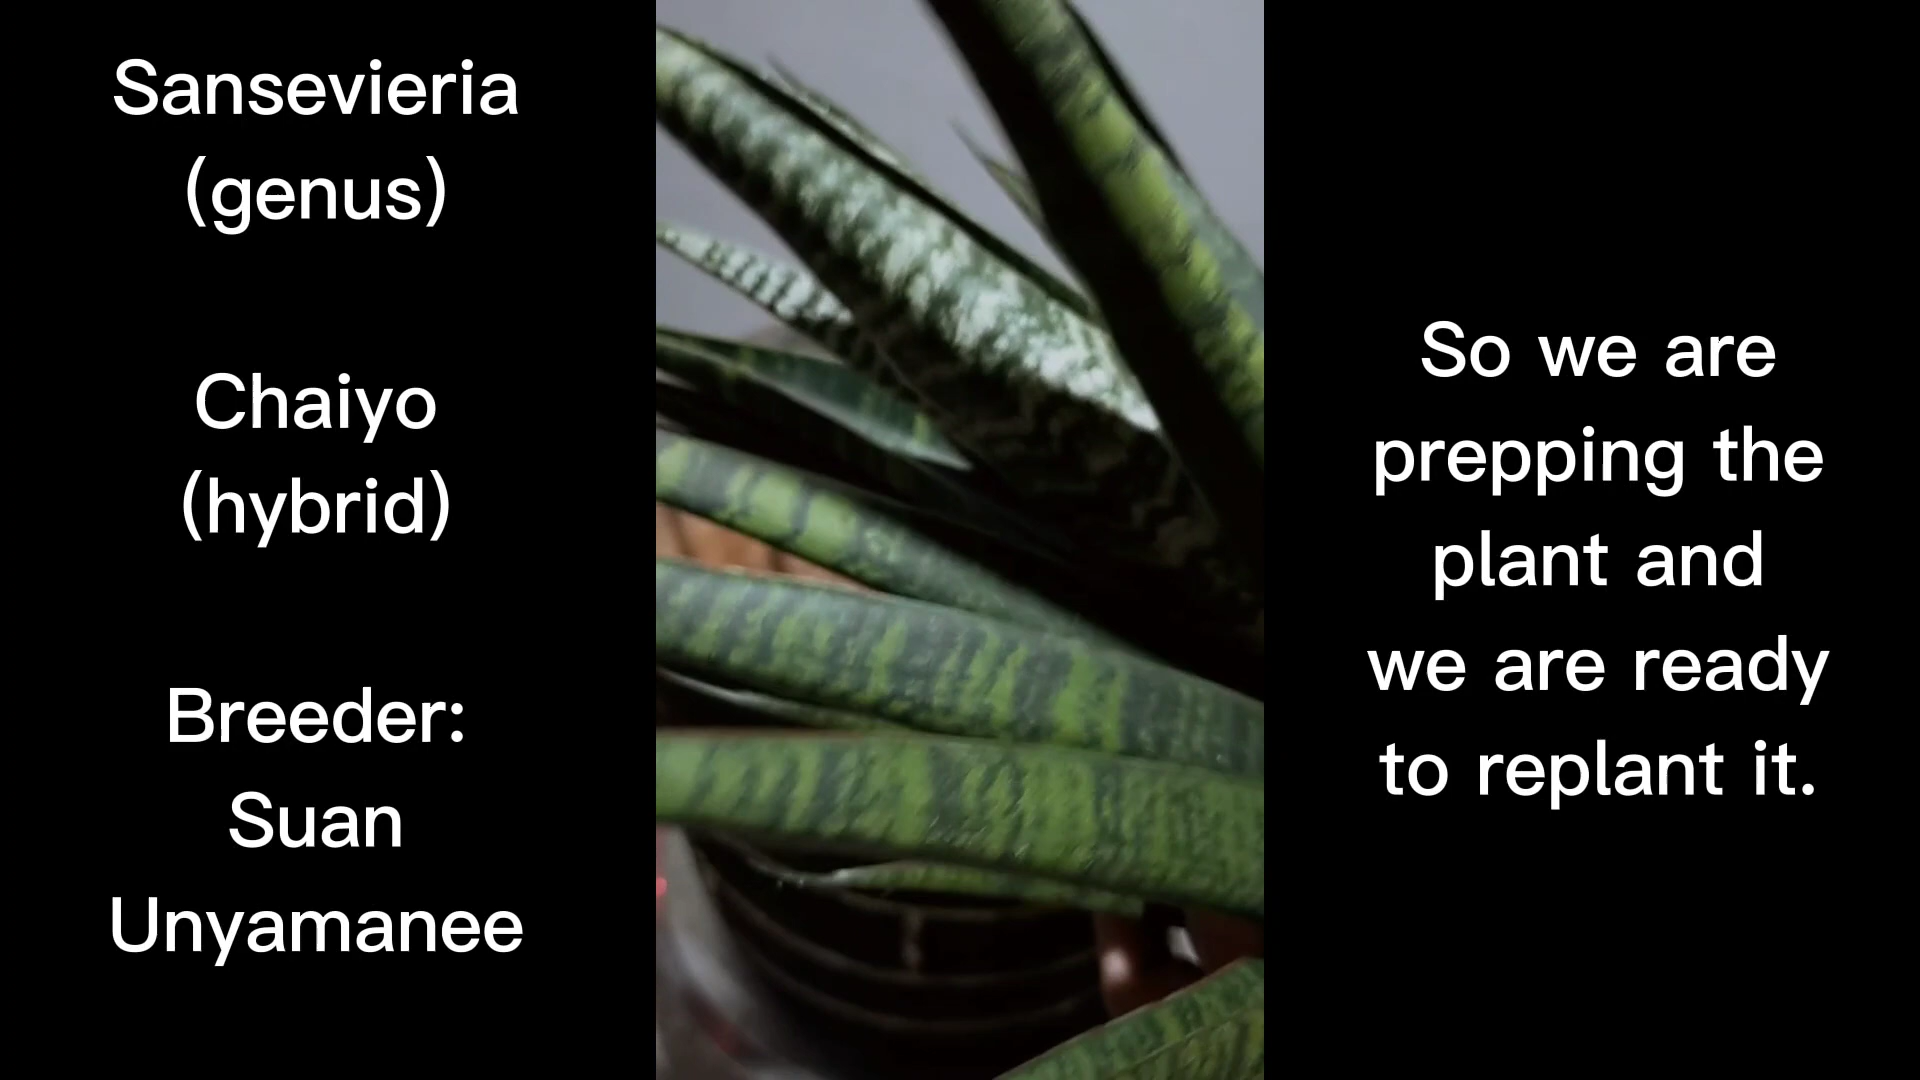 Sansevieria
(genus)
Chaiyo
(hybrid)
Breeder:
Suan
Unyamanee
So we are
prepping the
plant and
we are ready
to replant it.